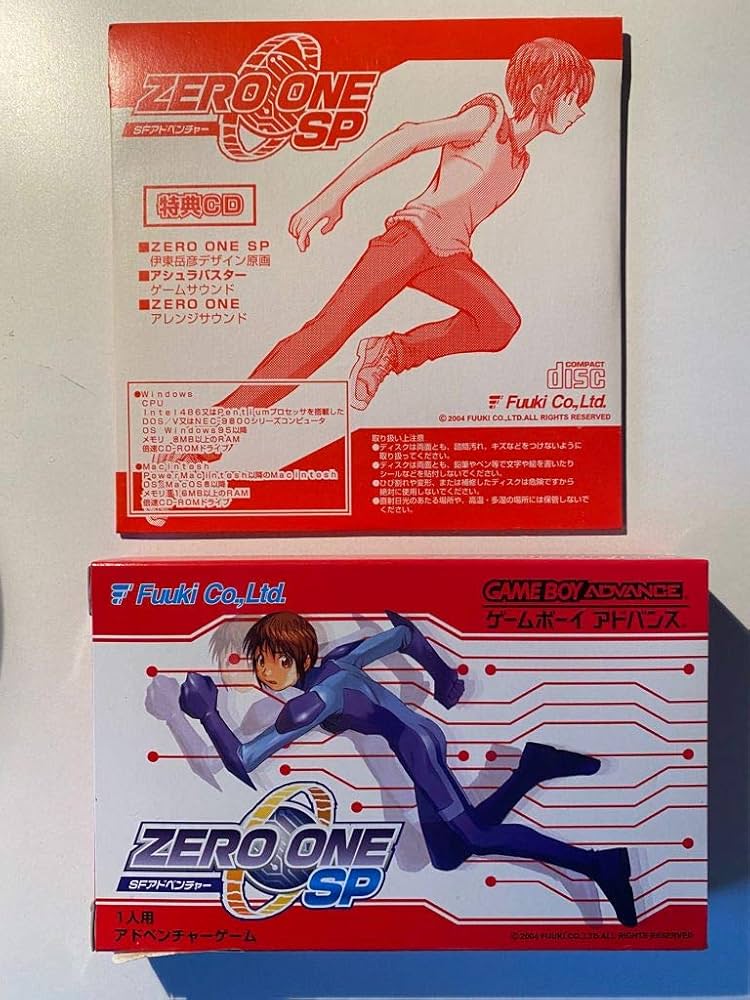 ZERO ONE
SP
SFアドベンチャー
特典CD
■ZERO ONE SP
伊東岳彦デザイン原画
■アシュラバスター
ゲームサウンド
■ZERO ONE
アレンジサウンド
●Windows
CPU
Intel486又はPentiumプロセッサを搭載した
DOS/V又はNEC-9800シリーズコンピュータ
OS Windows95以降
メモリ 8MB以上のRAM
倍速CD-ROMドライブ
●Macintosh
PowerMacintosh以降のMacintosh
OS MacOS8以降
メモリ 16MB以上のRAM
倍速CD-ROMドライブ
COMPACT
disc
Fuuki Co.,Ltd.
©2004 FUUKI CO.,LTD.ALL RIGHTS RESERVED
取り扱い上注意
●ディスクは両面とも、指紋汚れ、キズなどをつけないように
取り扱ってください。
●ディスクは両面とも、鉛筆やペン等で文字や絵を書いたり
シールなどを貼付しないでください。
●ひび割れや変形、または補修したディスクは危険ですから
絶対に使用しないでください。
●直射日光のあたる場所や、高温・多湿の場所には保管しないで
ください。
Fuuki Co.,Ltd.
GAME BOY ADVANCE
ゲームボーイ アドバンス
ZERO ONE
SFアドベンチャー
SP
1人用
アドベンチャーゲーム
©2004 FUUKI CO.,LTD.ALL RIGHTS RESERVED